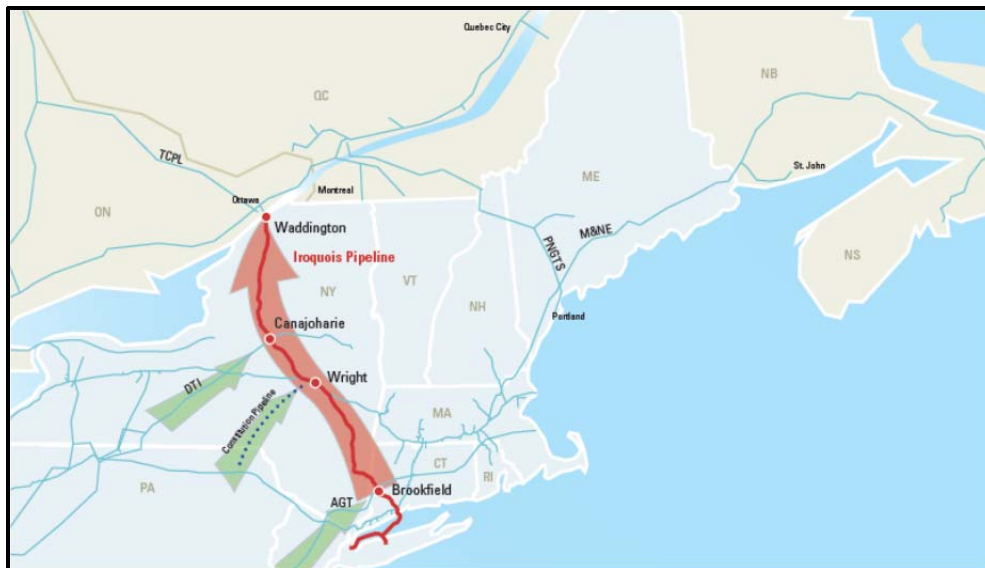 Quebec City
NB
QC
TCPL
St. John
ME
Montreal
Ottawa
ON
Waddington
M&NE
PNGTS
Iroquois Pipeline
NS
NY
VT
NH
Portland
Canajoharie
Wright
DTI
Constitution Pipeline
MA
CT
RI
PA
Brookfield
AGT